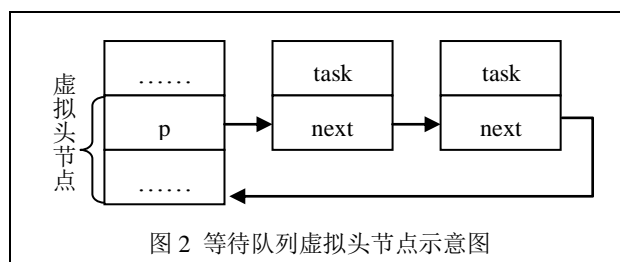 ……
task
task
虚拟头节点
p
next
next
……
图 2 等待队列虚拟头节点示意图